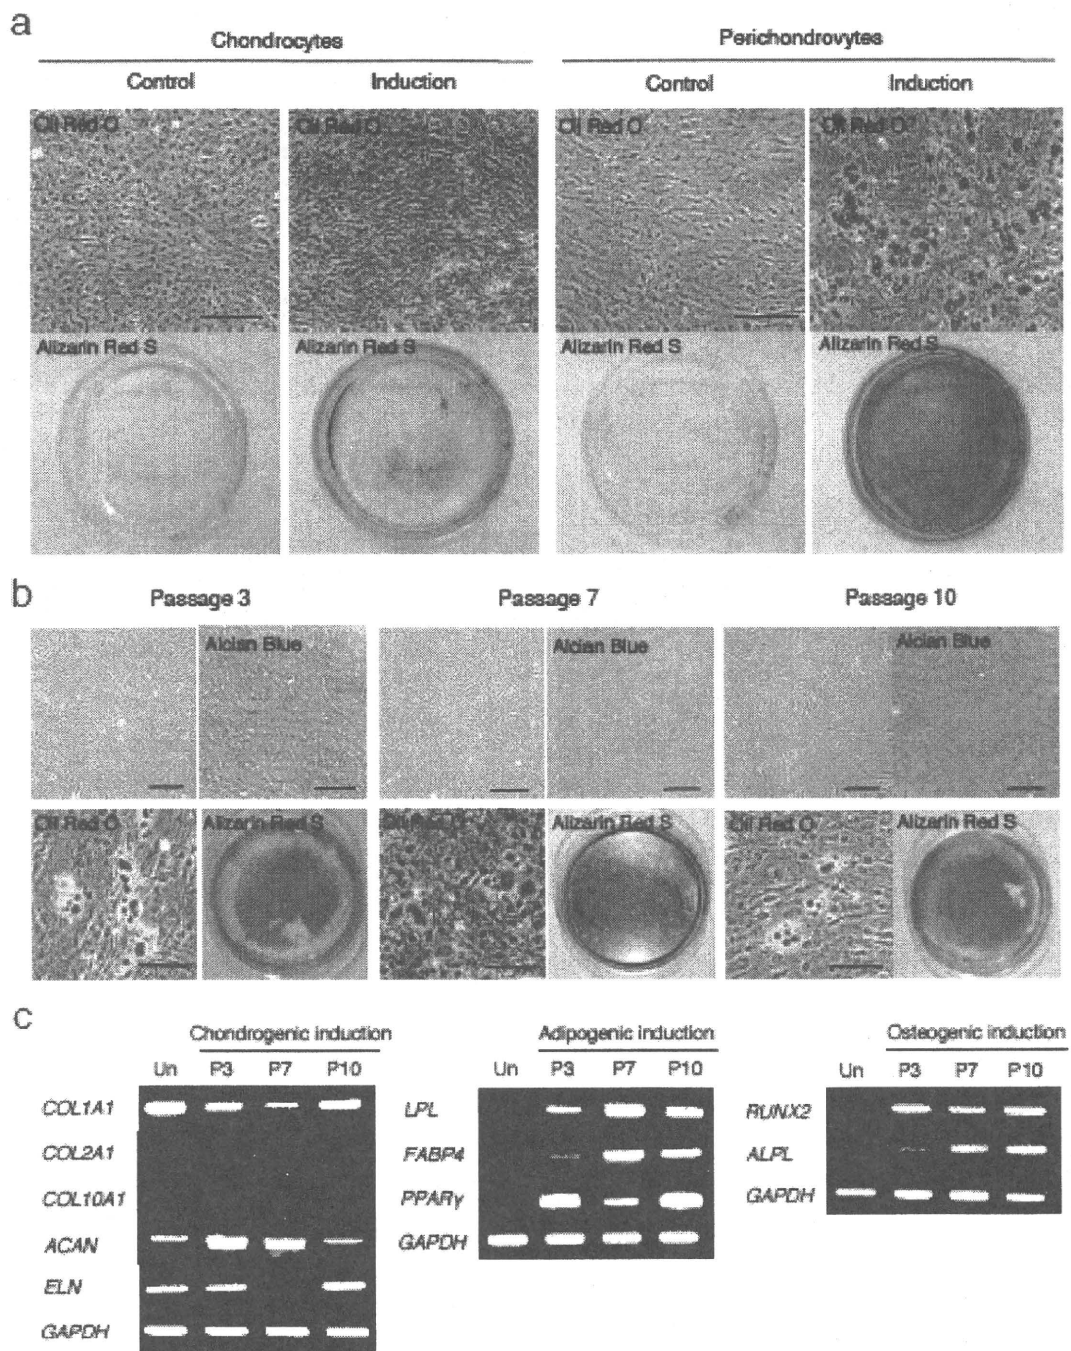 a
Chondrocytes Perichondrovytes
Control Induction Control Induction
Oil Red O Oil Red O Oil Red O Oil Red O
Alizarin Red S Alizarin Red S Alizarin Red S Alizarin Red S
b
Passage 3 Passage 7 Passage 10
Alcian Blue Alcian Blue Alcian Blue
Oil Red O Alizarin Red S Oil Red O Alizarin Red S Oil Red O Alizarin Red S
c
Chondrogenic induction
Un P3 P7 P10
COL1A1
COL2A1
COL10A1
ACAN
ELN
GAPDH
Adipogenic induction
Un P3 P7 P10
LPL
FABP4
PPARγ
GAPDH
Osteogenic induction
Un P3 P7 P10
RUNX2
ALPL
GAPDH